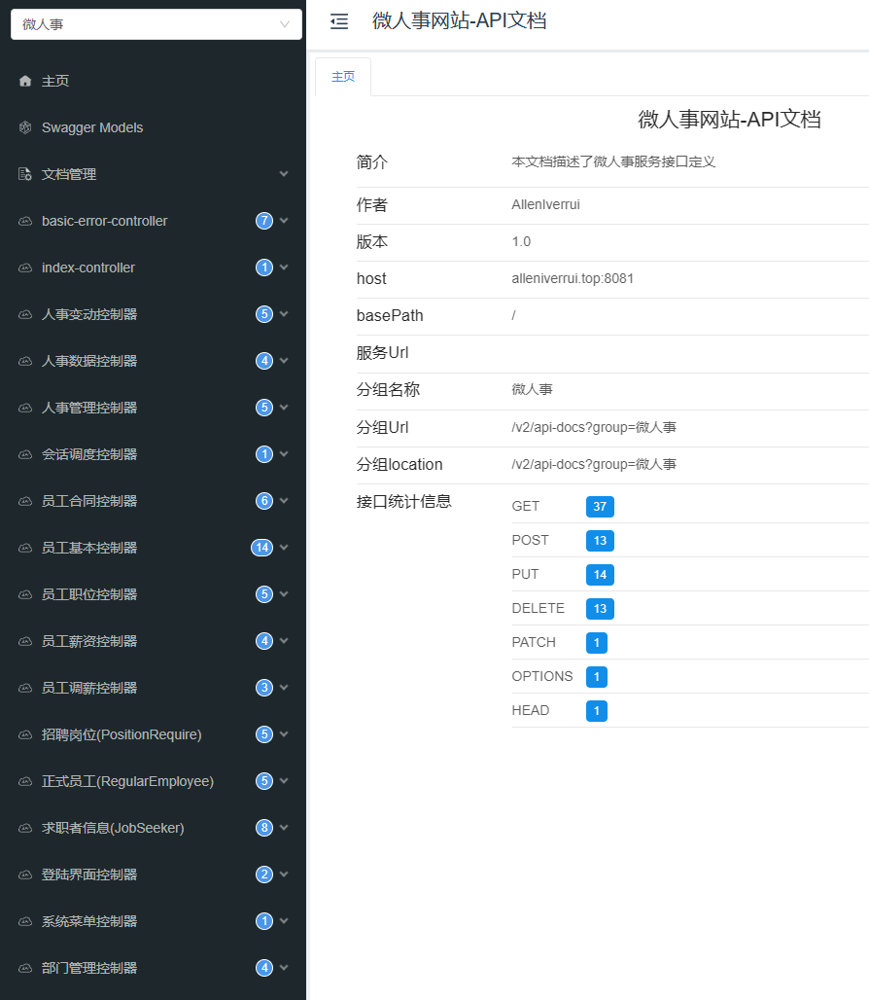 微人事
主页
Swagger Models
文档管理
basic-error-controller 7
index-controller 1
人事变动控制器 5
人事数据控制器 4
人事管理控制器 5
会话调度控制器 1
员工合同控制器 6
员工基本控制器 14
员工职位控制器 5
员工薪资控制器 4
员工调薪控制器 3
招聘岗位(PositionRequire) 5
正式员工(RegularEmployee) 5
求职者信息(JobSeeker) 8
登陆界面控制器 2
系统菜单控制器 1
部门管理控制器 4
微人事网站-API文档
主页
微人事网站-API文档
简介 本文档描述了微人事服务接口定义
作者 AllenIverrui
版本 1.0
host alleniverrui.top:8081
basePath /
服务Url
分组名称 微人事
分组Url /v2/api-docs?group=微人事
分组location /v2/api-docs?group=微人事
接口统计信息
GET 37
POST 13
PUT 14
DELETE 13
PATCH 1
OPTIONS 1
HEAD 1